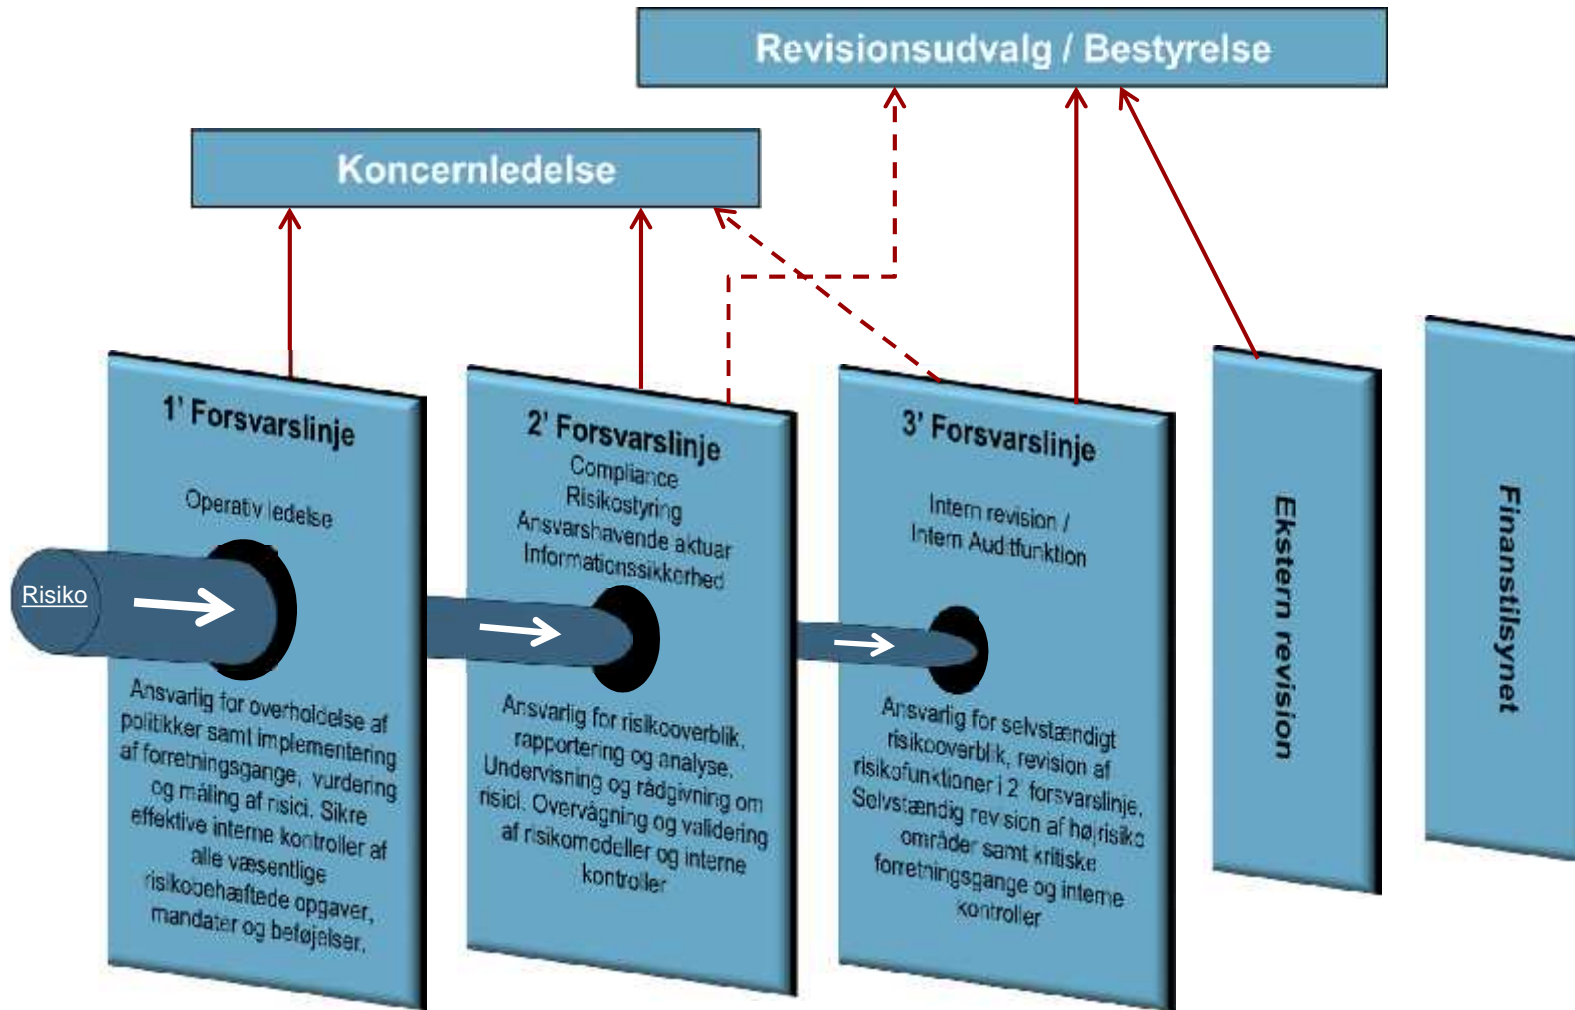 Revisionsudvalg / Bestyrelse
Koncernledelse
1' Forsvarslinje
Operativ ledelse
Risiko
Ansvarlig for overholdelse af
politikker samt implementering
af forretningsgange, vurdering
og måling af risici. Sikre
effektive interne kontroller af
alle væsentlige
risikobehæftede opgaver,
mandater og beføjelser.
2' Forsvarslinje
Compliance
Risikostyring
Ansvarshavende aktuar
Informationssikkerhed
Ansvarlig for risikooverblik,
rapportering og analyse.
Undervisning og rådgivning om
risici. Overvågning og validering
af risikomodeller og interne
kontroller
3' Forsvarslinje
Intern revision /
Intern Auditfunktion
Ansvarlig for selvstændigt
risikooverblik, revision af
risikofunktioner i 2 forsvarslinje.
Selvstændig revision af højrisiko
områder samt kritiske
forretningsgange og interne
kontroller
Ekstern revision
Finanstilsynet